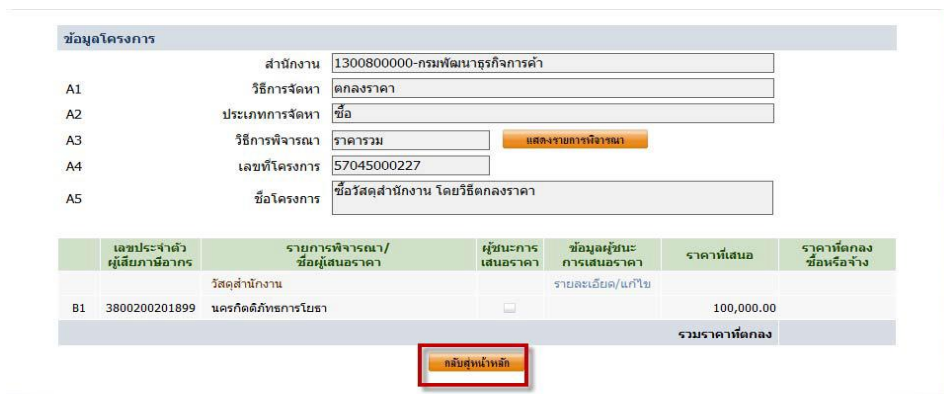 ข้อมูลโครงการ
สำนักงาน 1300800000-กรมพัฒนาธุรกิจการค้า
A1 วิธีการจัดหา ตกลงราคา
A2 ประเภทการจัดหา ซื้อ
A3 วิธีการพิจารณา ราคารวม แสดงรายการพิจารณา
A4 เลขที่โครงการ 57045000227
A5 ชื่อโครงการ ซื้อวัสดุสำนักงาน โดยวิธีตกลงราคา
เลขประจำตัว รายการพิจารณา/ ผู้ชนะการ ข้อมูลผู้ชนะ ราคาที่เสนอ ราคาที่ตกลง
ผู้เสียภาษีอากร ชื่อผู้เสนอราคา เสนอราคา การเสนอราคา ซื้อหรือจ้าง
วัสดุสำนักงาน รายละเอียด/แก้ไข
B1 3800200201899 นครกิตติภัทรการโยธา 100,000.00
รวมราคาที่ตกลง
กลับสู่หน้าหลัก